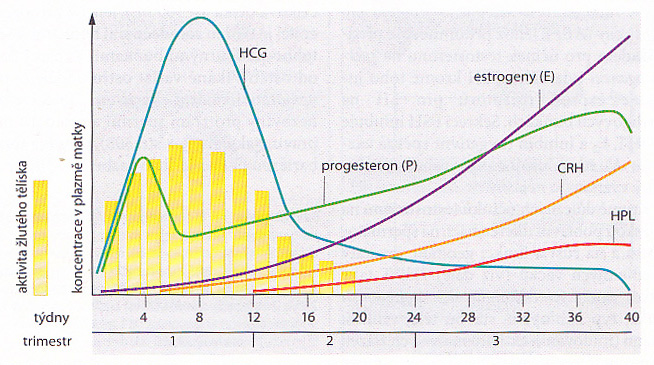 HCG
estrogeny (E)
progesteron (P)
CRH
HPL
aktivita žlutého tělíska
koncentrace v plazmě matky
týdny 4 8 12 16 20 24 28 32 36 40
trimestr 1 2 3